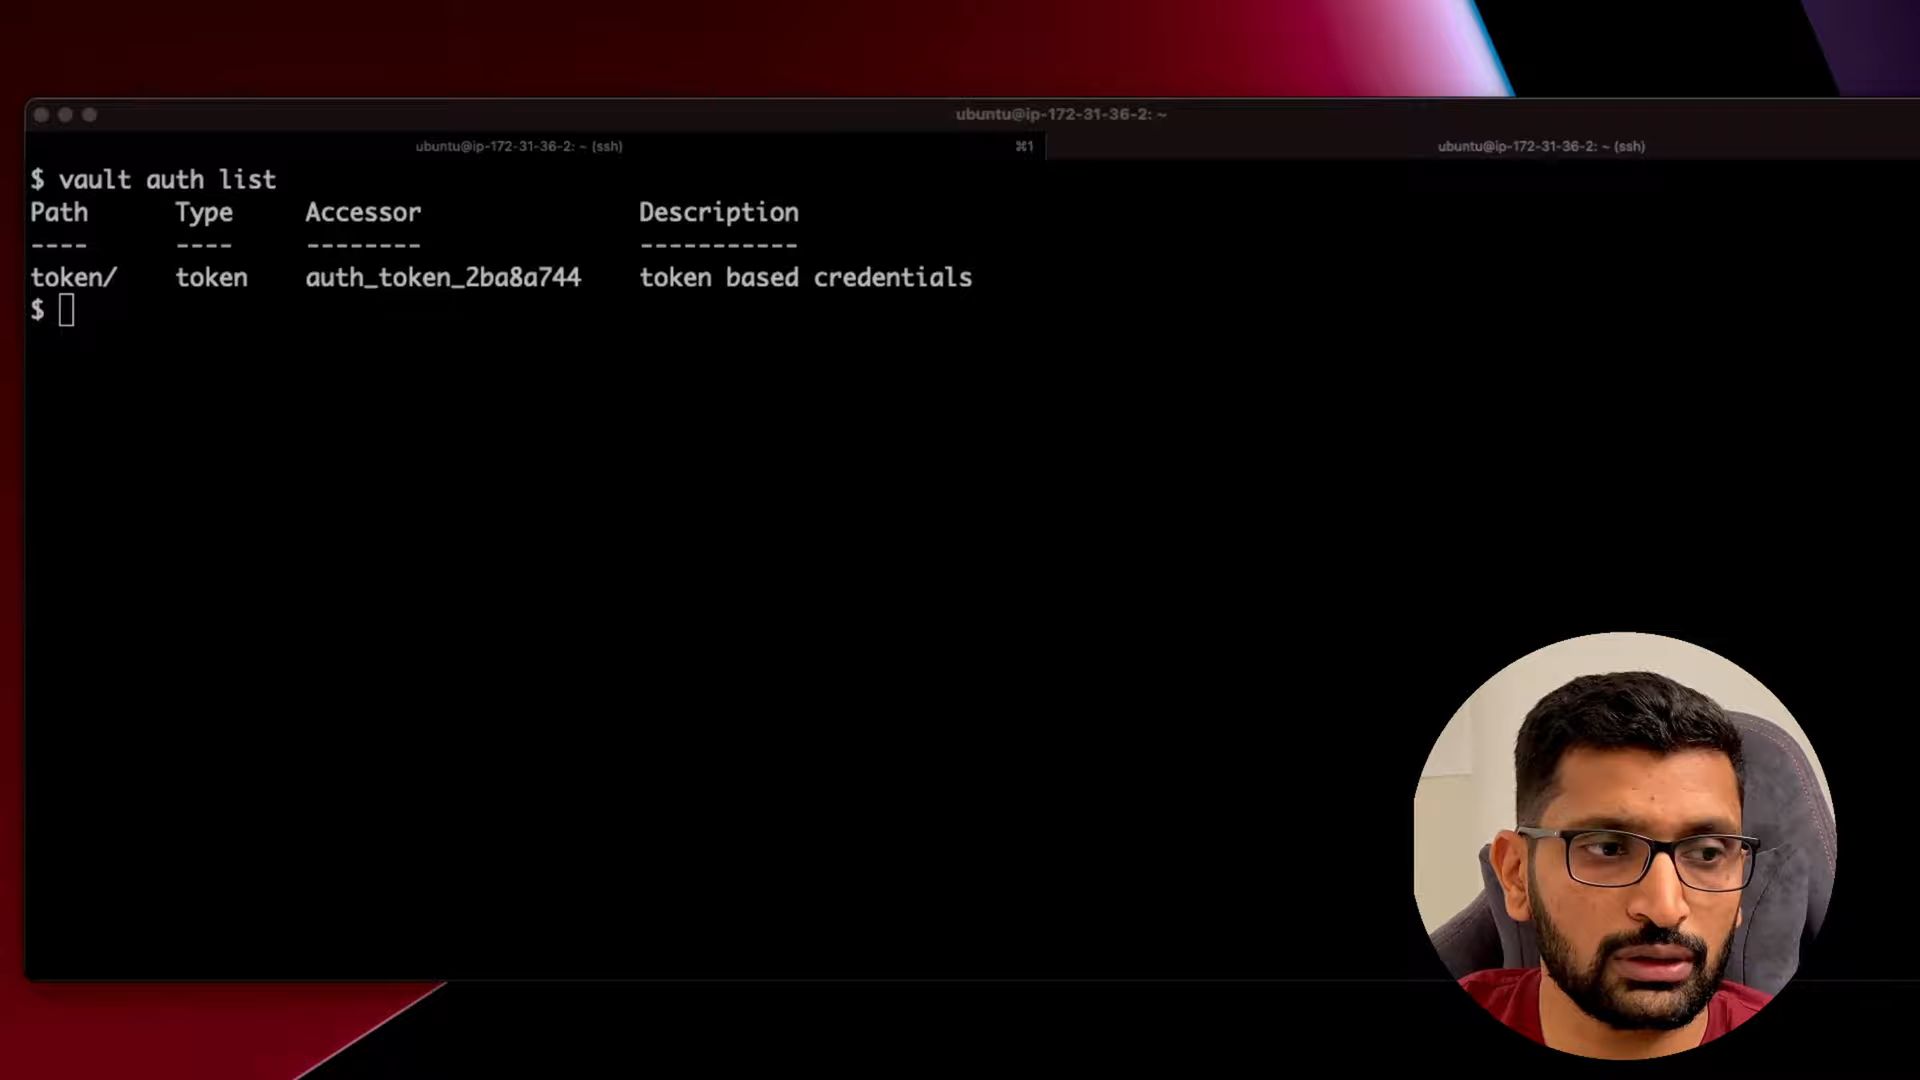 ubuntu@ip-172-31-36-2: ~
ubuntu@ip-172-31-36-2: ~ (ssh) ⌘1 ubuntu@ip-172-31-36-2: ~ (ssh)
$ vault auth list
Path Type Accessor Description
---- ---- -------- -----------
token/ token auth_token_2ba8a744 token based credentials
$